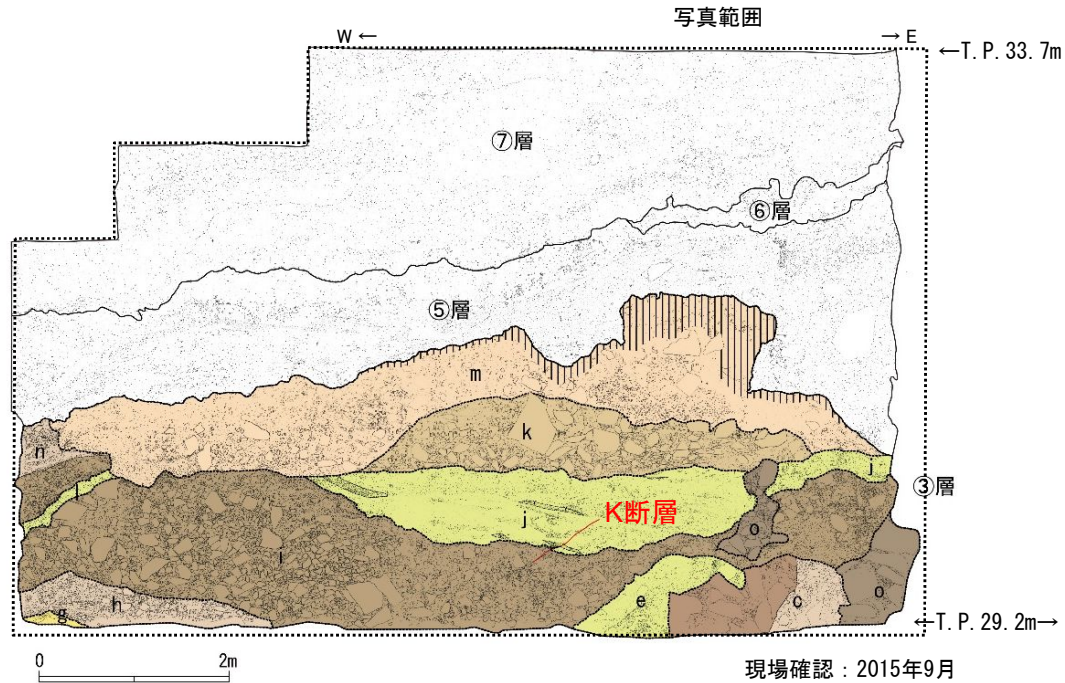 写真範囲
W ←
→ E
←T.P.33.7m
⑦層
⑥層
⑤層
m
k
n
j
j
③層
K断層
j
o
i
e
c
o
h
g
←T.P.29.2m→
0
2m
現場確認：2015年9月